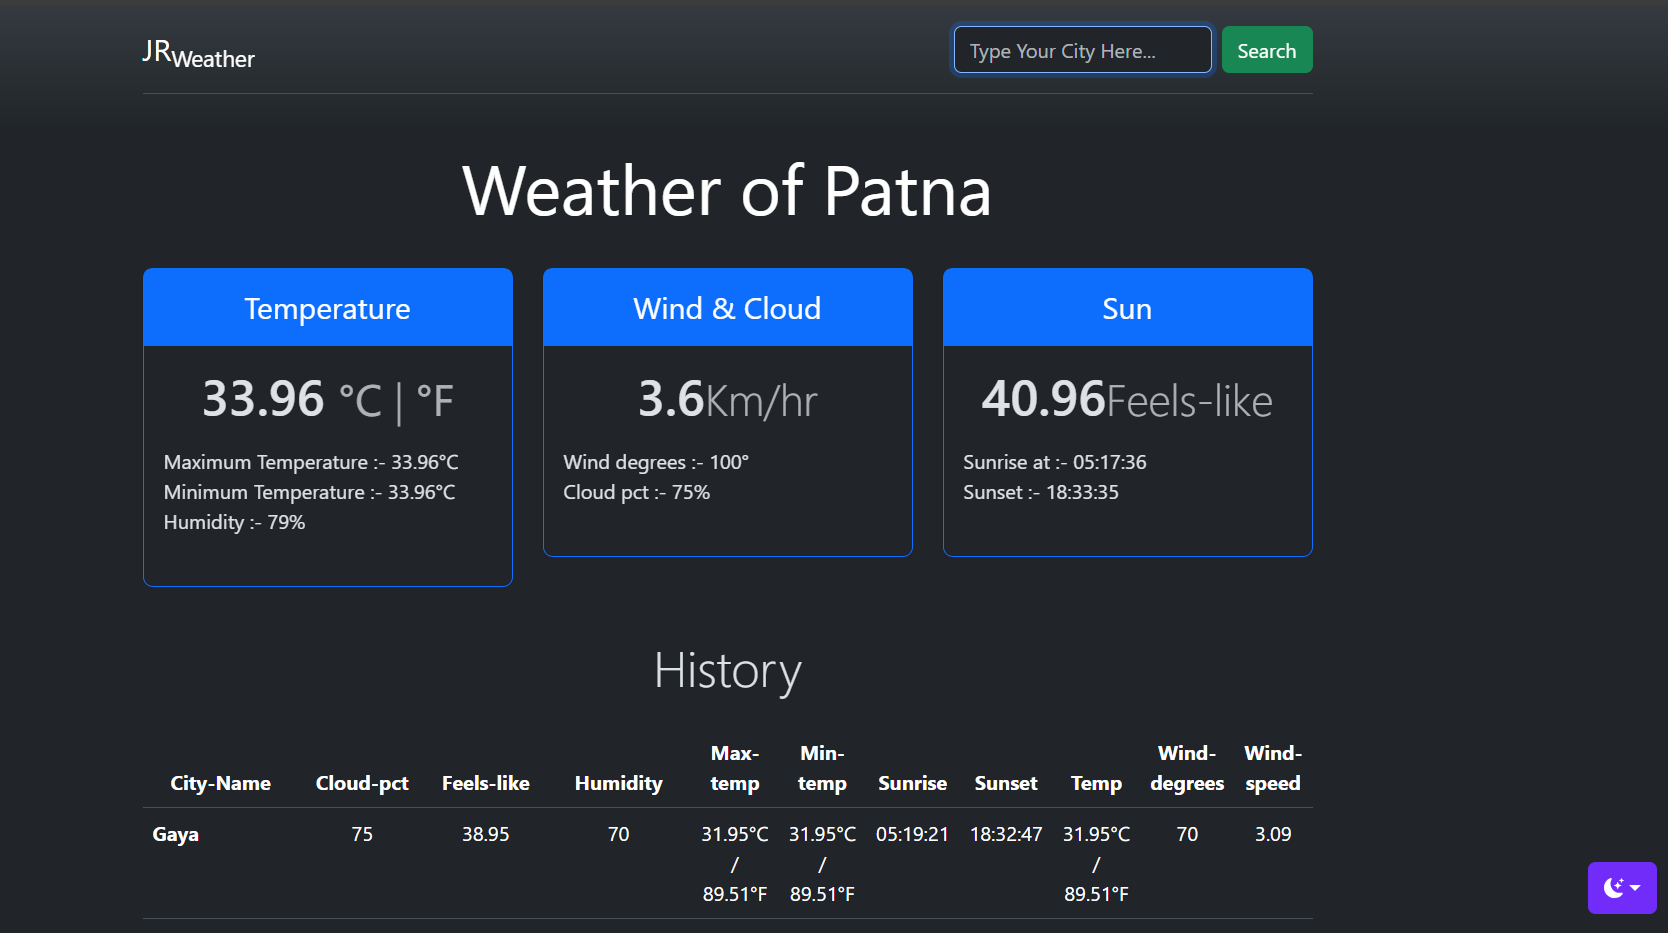 JRWeather
Type Your City Here...
Search
Weather of Patna
Temperature
33.96 °C | °F
Maximum Temperature :- 33.96°C
Minimum Temperature :- 33.96°C
Humidity :- 79%
Wind & Cloud
3.6Km/hr
Wind degrees :- 100°
Cloud pct :- 75%
Sun
40.96Feels-like
Sunrise at :- 05:17:36
Sunset :- 18:33:35
History
City-Name Cloud-pct Feels-like Humidity Max-temp Min-temp Sunrise Sunset Temp Wind-degrees Wind-speed
Gaya 75 38.95 70 31.95°C / 89.51°F 31.95°C / 89.51°F 05:19:21 18:32:47 31.95°C / 89.51°F 70 3.09